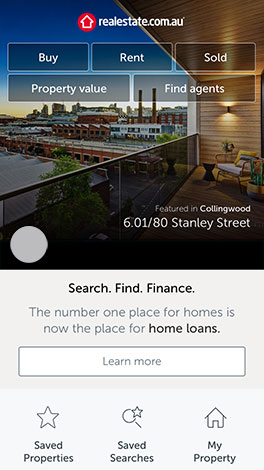 realestate.com.au
Buy
Rent
Sold
Property value
Find agents
Featured in Collingwood
6.01/80 Stanley Street
Search. Find. Finance.
The number one place for homes is
now the place for home loans.
Learn more
Saved
Properties
Saved
Searches
My
Property